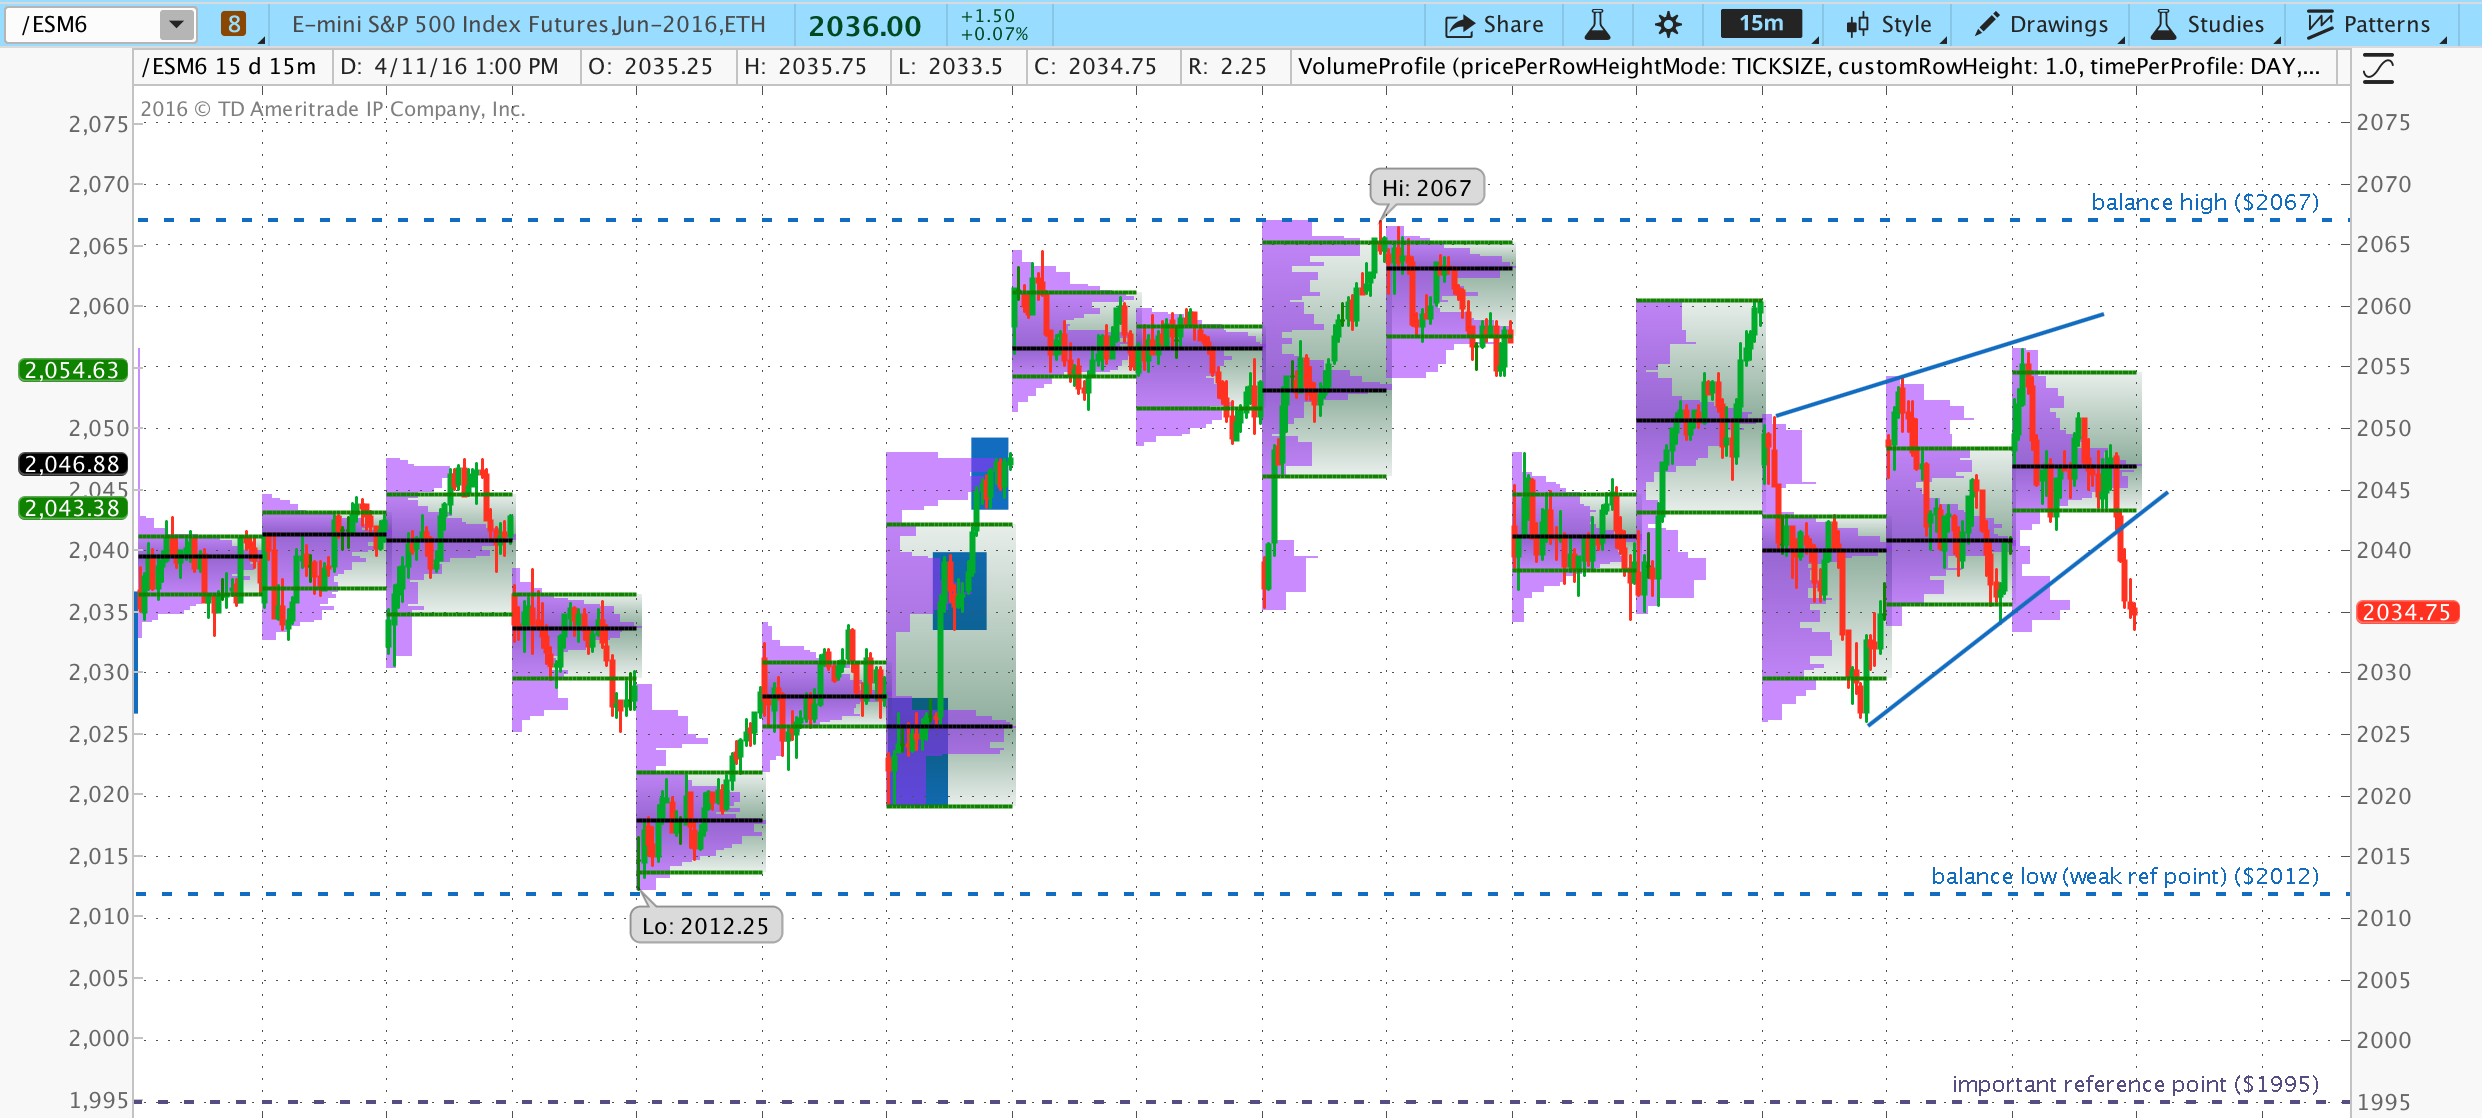 /ESM6 8 E-mini S&P 500 Index Futures,Jun-2016,ETH 2036.00 +1.50 Share 15m Style Drawings Studies Patterns
+0.07%
/ESM6 15 d 15m D: 4/11/16 1:00 PM O: 2035.25 H: 2035.75 L: 2033.5 C: 2034.75 R: 2.25 VolumeProfile (pricePerRowHeightMode: TICKSIZE, customRowHeight: 1.0, timePerProfile: DAY,...
2016 © TD Ameritrade IP Company, Inc.
2,075 2075
2,070 Hi: 2067 2070
balance high ($2067)
2,065 2065
2,060 2060
2,054.63 2055
2,050 2050
2,046.88
2,045 2045
2,043.38
2,040 2040
2,035 2034.75
2,030 2030
2,025 2025
2,020 2020
2,015 2015
balance low (weak ref point) ($2012)
2,010 2010
Lo: 2012.25
2,005 2005
2,000 2000
important reference point ($1995)
1,995 1995